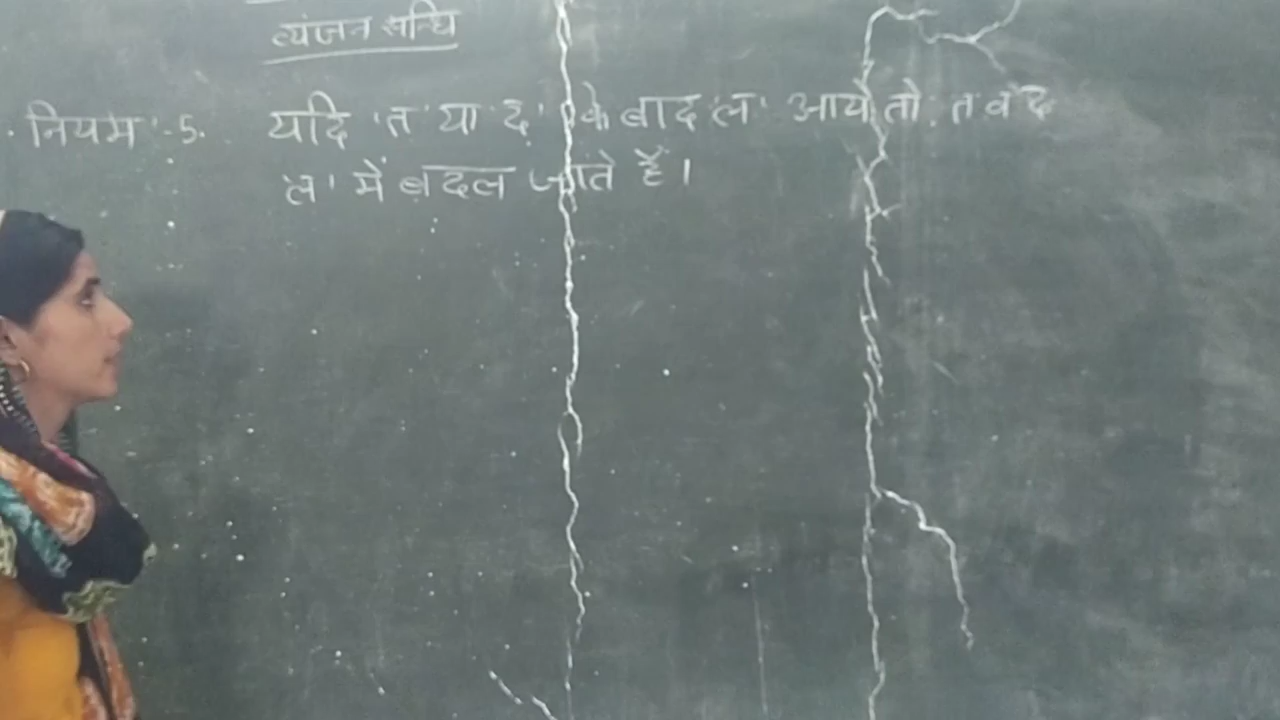 व्यंजन सन्धि
नियम -5. यदि 'त या द' के बाद 'ल' आये तो, त व द
ल' में बदल जाते हैं।